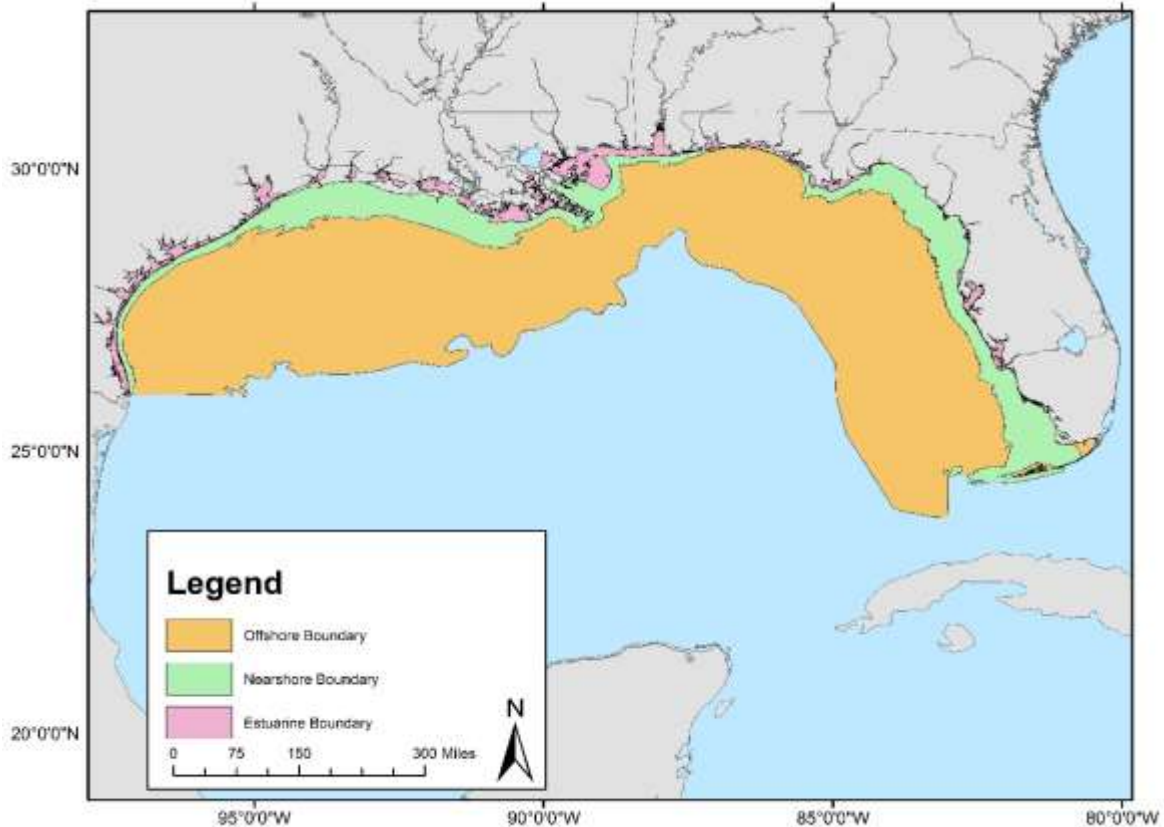 30°0'0"N
25°0'0"N
20°0'0"N
Legend
Offshore Boundary
Nearshore Boundary
Estuarine Boundary
0 75 150 300 Miles
N
95°0'0"W 90°0'0"W 85°0'0"W 80°0'0"W